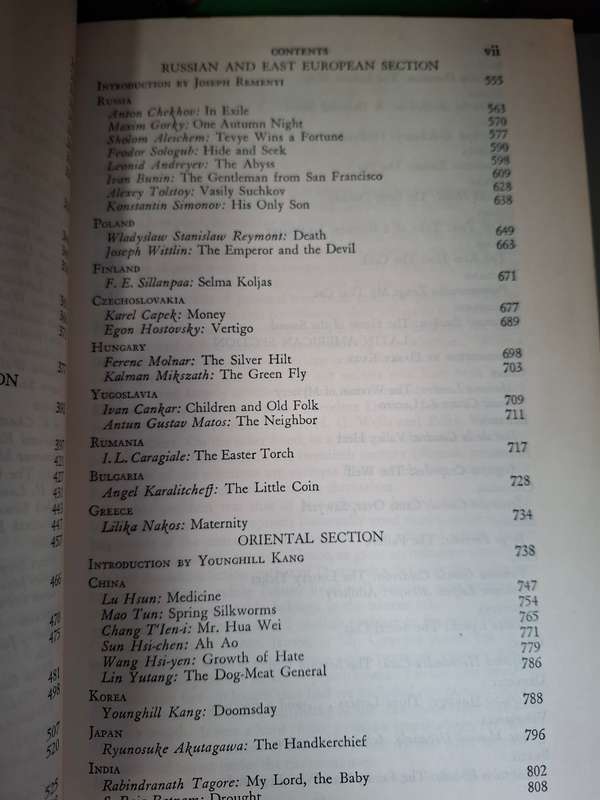 CONTENTS vii
RUSSIAN AND EAST EUROPEAN SECTION
INTRODUCTION BY JOSEPH REMENYI 555
RUSSIA
Anton Chekhov: In Exile 563
Maxim Gorky: One Autumn Night 570
Sholom Aleichem: Tevye Wins a Fortune 577
Feodor Sologub: Hide and Seek 590
Leonid Andreyev: The Abyss 598
Ivan Bunin: The Gentleman from San Francisco 609
Alexey Tolstoy: Vasily Suchkov 628
Konstantin Simonov: His Only Son 638
POLAND
Wladyslaw Stanislaw Reymont: Death 649
Joseph Wittlin: The Emperor and the Devil 663
FINLAND
F. E. Sillanpaa: Selma Koljas 671
CZECHOSLOVAKIA
Karel Capek: Money 677
Egon Hostovsky: Vertigo 689
HUNGARY
Ferenc Molnar: The Silver Hilt 698
Kalman Mikszath: The Green Fly 703
YUGOSLAVIA
Ivan Cankar: Children and Old Folk 709
Antun Gustav Matos: The Neighbor 711
RUMANIA
I. L. Caragiale: The Easter Torch 717
BULGARIA
Angel Karalitcheff: The Little Coin 728
GREECE
Lilika Nakos: Maternity 734
ORIENTAL SECTION
INTRODUCTION BY YOUNGHILL KANG 738
CHINA
Lu Hsun: Medicine 747
Mao Tun: Spring Silkworms 754
Chang T'Ien-i: Mr. Hua Wei 765
Sun Hsi-chen: Ah Ao 771
Wang Hsi-yen: Growth of Hate 779
Lin Yutang: The Dog-Meat General 786
KOREA
Younghill Kang: Doomsday 788
JAPAN
Ryunosuke Akutagawa: The Handkerchief 796
INDIA
Rabindranath Tagore: My Lord, the Baby 802
S. Raja Ratnam: Drought 808